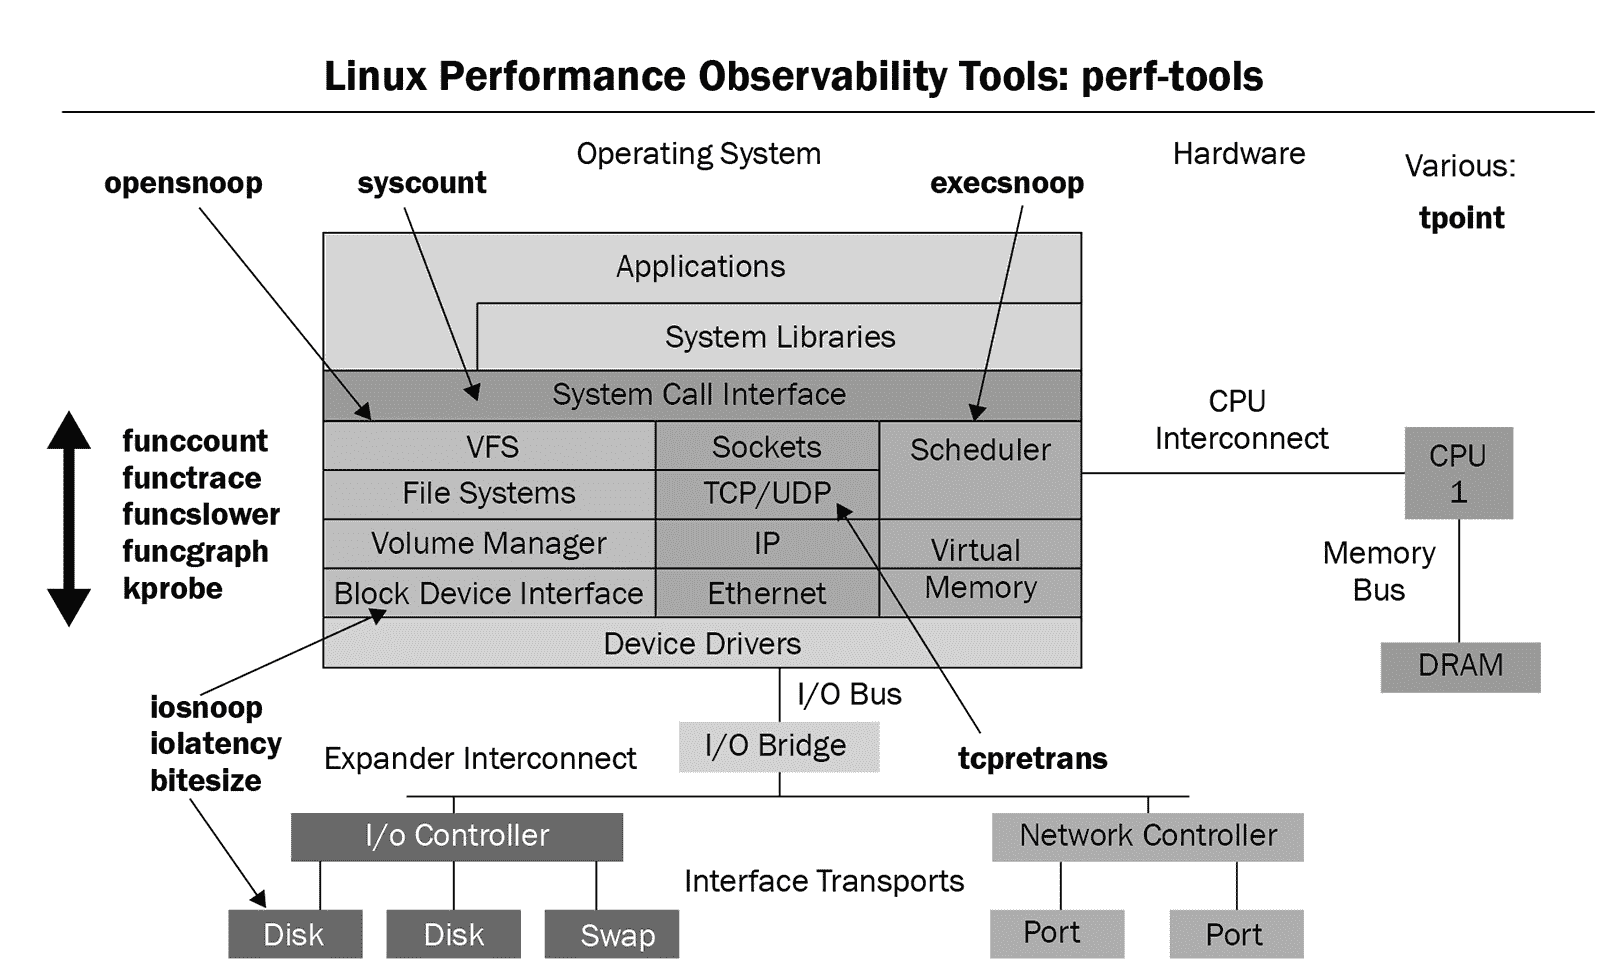 Linux Performance Observability Tools: perf-tools
Operating System
Hardware
Various:
tpoint
opensnoop
syscount
execsnoop
Applications
System Libraries
System Call Interface
VFS
Sockets
Scheduler
File Systems
TCP/UDP
Volume Manager
IP
Virtual
Memory
Block Device Interface
Ethernet
Device Drivers
funccount
functrace
funcslower
funcgraph
kprobe
CPU
Interconnect
CPU
1
Memory
Bus
DRAM
iosnoop
iolatency
bitesize
I/O Bus
I/O Bridge
Expander Interconnect
tcpretrans
I/o Controller
Network Controller
Interface Transports
Disk
Disk
Swap
Port
Port